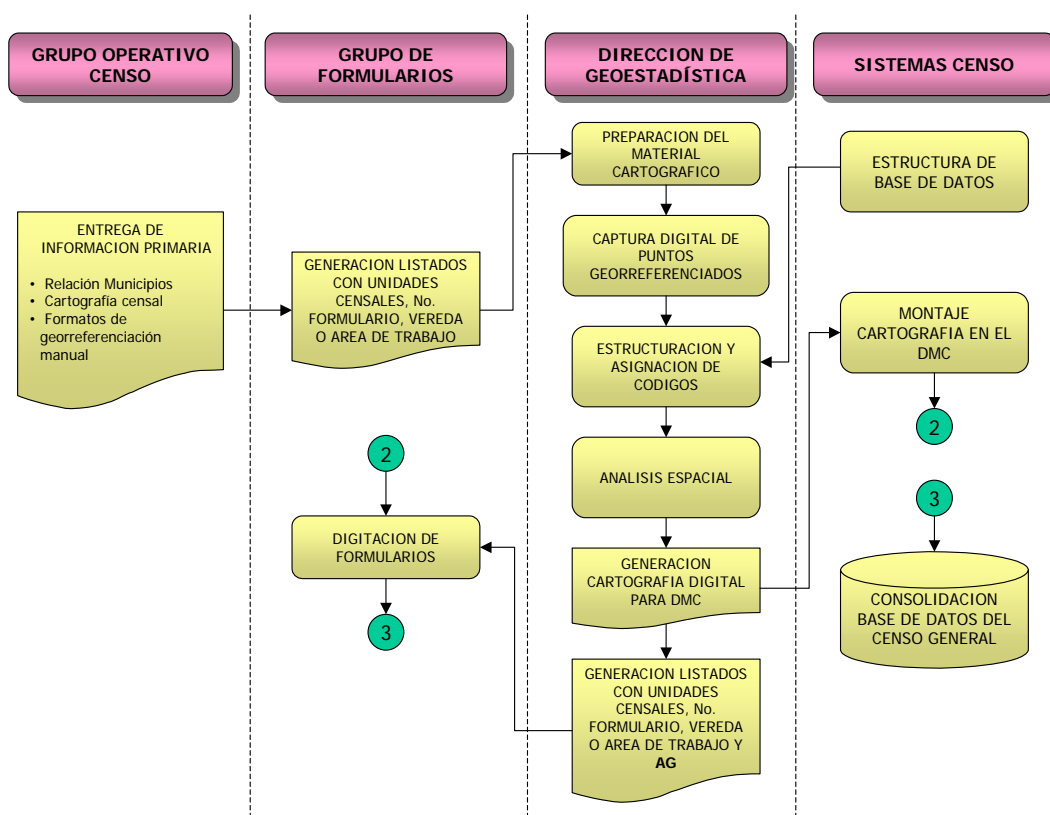 GRUPO OPERATIVO
CENSO
GRUPO DE
FORMULARIOS
DIRECCION DE
GEOESTADÍSTICA
SISTEMAS CENSO
ENTREGA DE
INFORMACION PRIMARIA
• Relación Municipios
• Cartografía censal
• Formatos de
georreferenciación
manual
GENERACION LISTADOS
CON UNIDADES
CENSALES, No.
FORMULARIO, VEREDA
O AREA DE TRABAJO
2
DIGITACION DE
FORMULARIOS
3
PREPARACION DEL
MATERIAL
CARTOGRAFICO
CAPTURA DIGITAL DE
PUNTOS
GEORREFERENCIADOS
ESTRUCTURACION Y
ASIGNACION DE
CODIGOS
ANALISIS ESPACIAL
GENERACION
CARTOGRAFIA DIGITAL
PARA DMC
GENERACION LISTADOS
CON UNIDADES
CENSALES, No.
FORMULARIO, VEREDA
O AREA DE TRABAJO Y
AG
ESTRUCTURA DE
BASE DE DATOS
MONTAJE
CARTOGRAFIA EN EL
DMC
2
3
CONSOLIDACION
BASE DE DATOS DEL
CENSO GENERAL